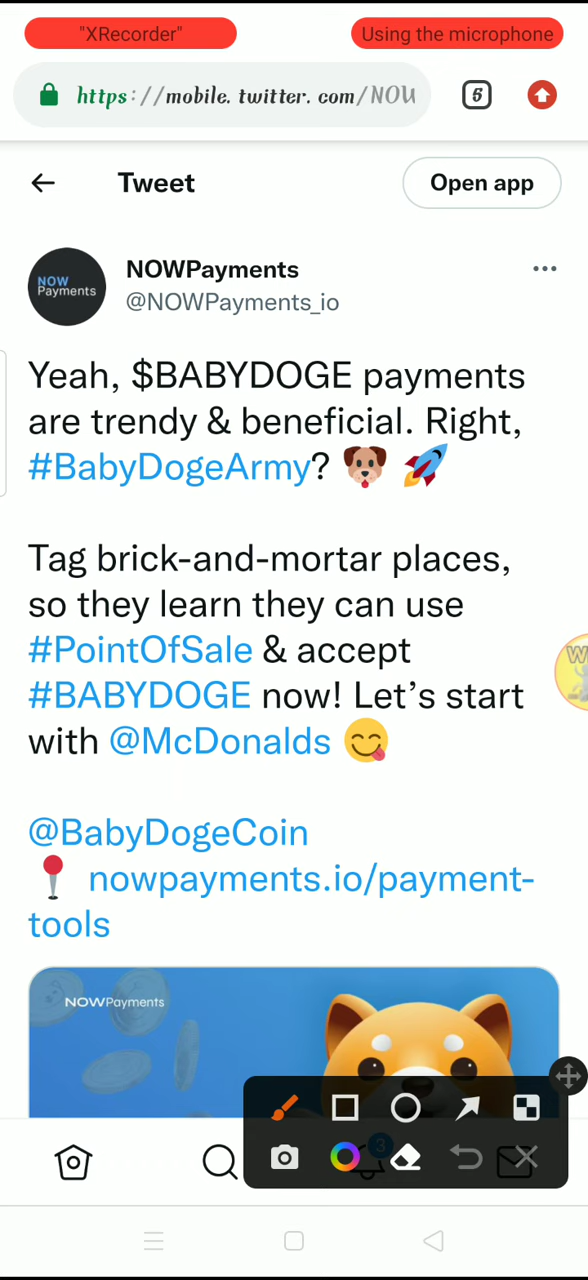 "XRecorder"
Using the microphone
https://mobile.twitter.com/NOW
6
Tweet
Open app
NOW
Payments
NOWPayments
@NOWPayments_io
Yeah, $BABYDOGE payments
are trendy & beneficial. Right,
#BabyDogeArmy? 🐶 🚀
Tag brick-and-mortar places,
so they learn they can use
#PointOfSale & accept
#BABYDOGE now! Let’s start
with @McDonalds 😋
@BabyDogeCoin
📍 nowpayments.io/payment-
tools
NOWPayments
3